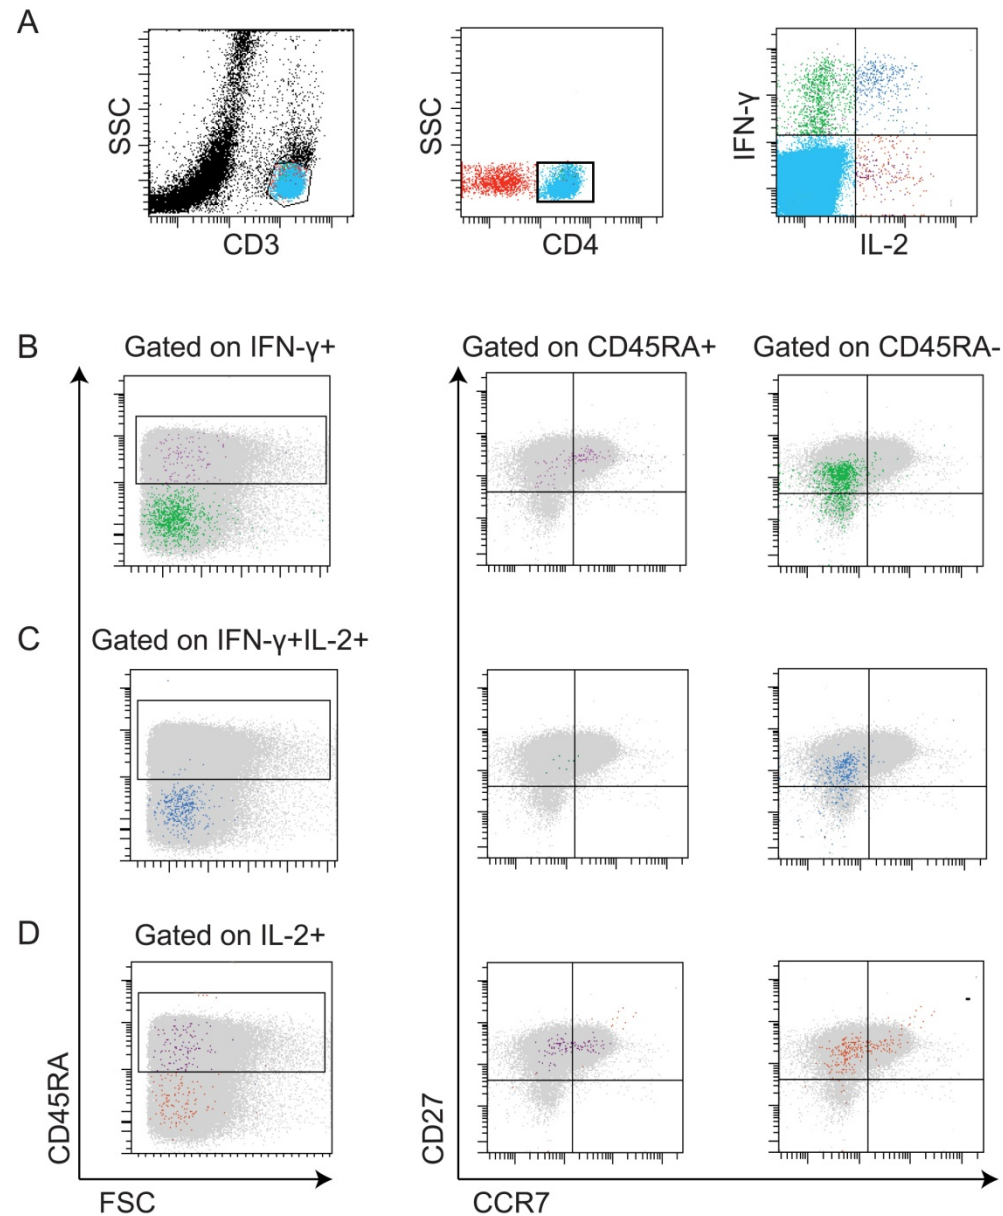 A
SSC
CD3
SSC
CD4
IFN-γ
IL-2
B
Gated on IFN-γ+
Gated on CD45RA+
Gated on CD45RA-
C
Gated on IFN-γ+IL-2+
D
Gated on IL-2+
CD45RA
FSC
CD27
CCR7